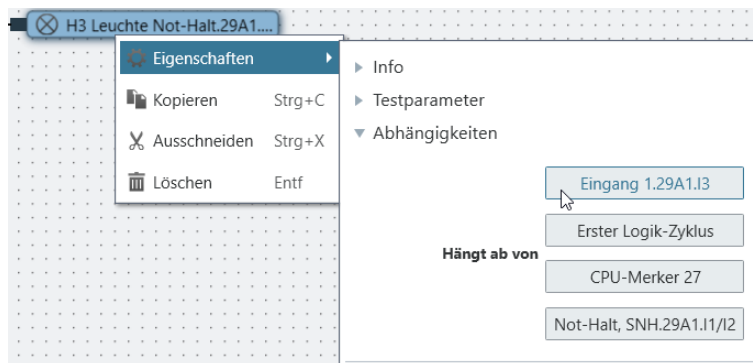 H3 Leuchte Not-Halt.29A1....
Eigenschaften
Kopieren Strg+C
Ausschneiden Strg+X
Löschen Entf
Info
Testparameter
Abhängigkeiten
Hängt ab von
Eingang 1.29A1.I3
Erster Logik-Zyklus
CPU-Merker 27
Not-Halt, SNH.29A1.I1/I2